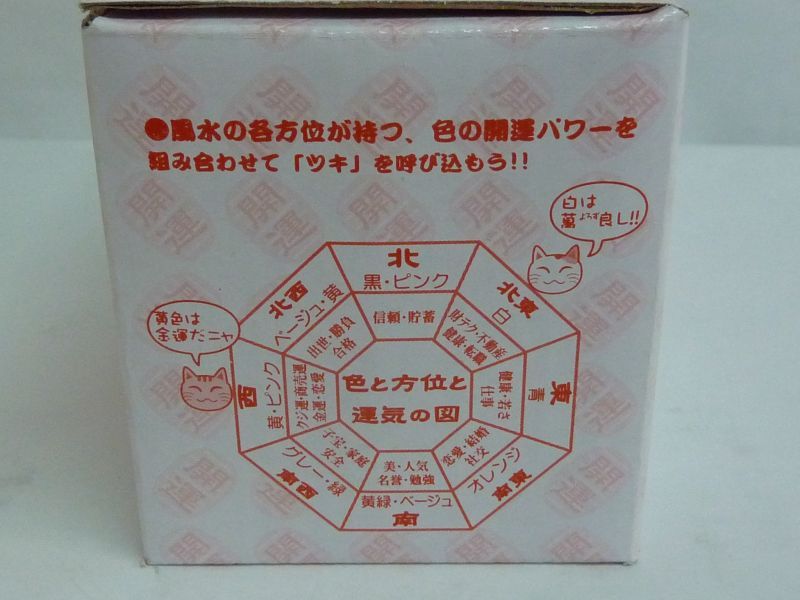 ●風水の各方位が持つ、色の開運パワーを
組み合わせて「ツキ」を呼び込もう!!
白は
萬よろず良し!!
黄色は
金運だニャ
北
黒・ピンク
信頼・貯蓄
北東
白
財テク・不動産
健康・転職
東
青
健康・若さ
仕事
南東
オレンジ
恋愛・結婚
社交
南
黄緑・ベージュ
美・人気
名誉・勉強
南西
グレー・緑
子宝・家庭
安全
西
黄・ピンク
クジ運・商売運
金運・恋愛
北西
ベージュ・黄
出世・勝負
合格
色と方位と
運気の図
開運